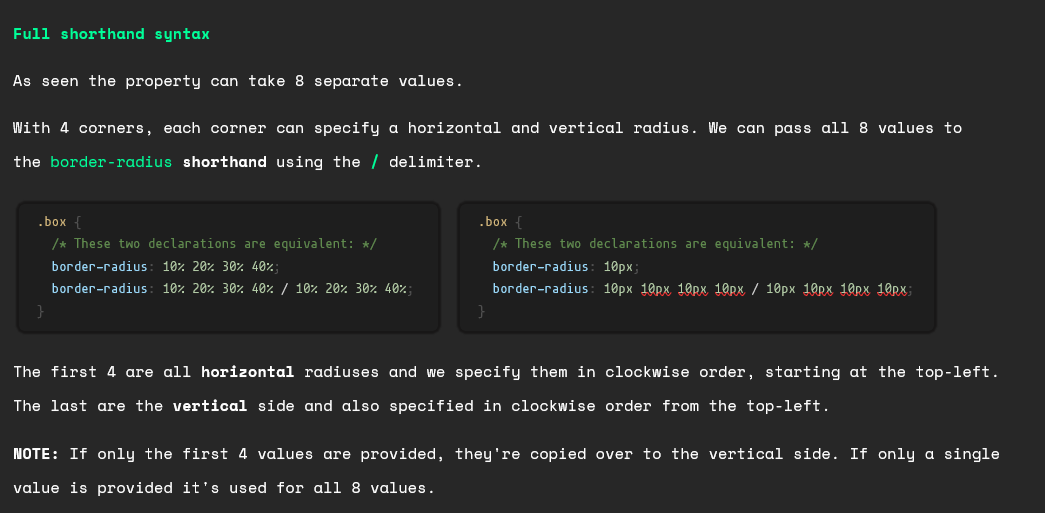 Full shorthand syntax
As seen the property can take 8 separate values.
With 4 corners, each corner can specify a horizontal and vertical radius. We can pass all 8 values to
the border-radius shorthand using the / delimiter.
.box {
/* These two declarations are equivalent: */
border-radius: 10% 20% 30% 40%;
border-radius: 10% 20% 30% 40% / 10% 20% 30% 40%;
}
.box {
/* These two declarations are equivalent: */
border-radius: 10px;
border-radius: 10px 10px 10px 10px / 10px 10px 10px 10px;
}
The first 4 are all horizontal radiuses and we specify them in clockwise order, starting at the top-left.
The last are the vertical side and also specified in clockwise order from the top-left.
NOTE: If only the first 4 values are provided, they're copied over to the vertical side. If only a single
value is provided it's used for all 8 values.